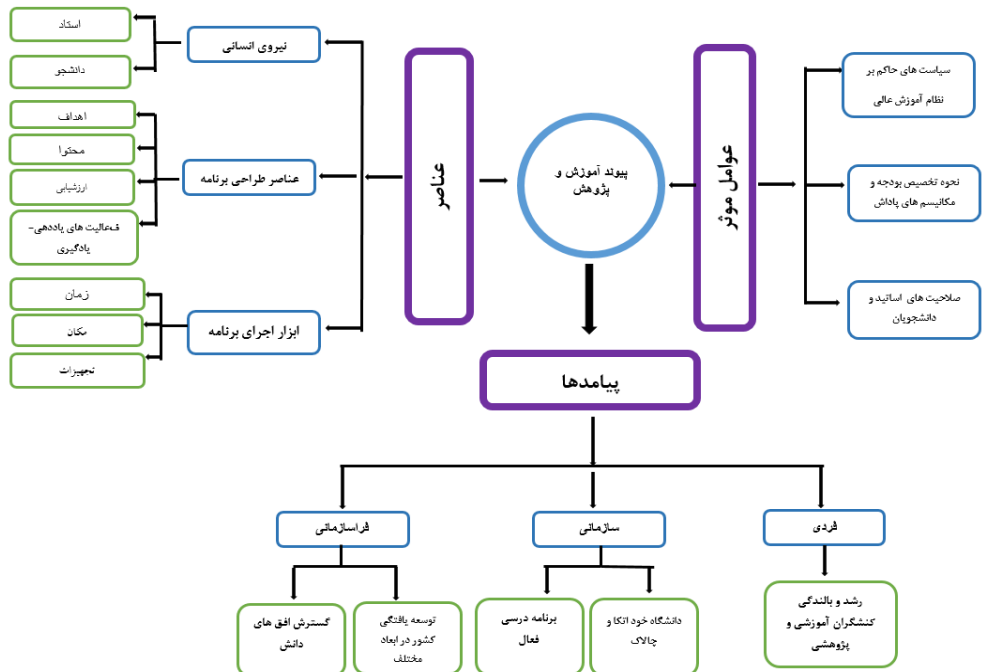 عوامل موثر
سیاست های حاکم بر
نظام آموزش عالی
نحوه تخصیص بودجه و
مکانیسم های پاداش
صلاحیت های اساتید و
دانشجویان
پیوند آموزش و
پژوهش
عناصر
نیروی انسانی
استاد
دانشجو
عناصر طراحی برنامه
اهداف
محتوا
ارزشیابی
فعالیت های یاددهی-
یادگیری
ابزار اجرای برنامه
زمان
مکان
تجهیزات
پیامدها
فردی
رشد و بالندگی
کنشگران آموزشی و
پژوهشی
سازمانی
دانشگاه خود اتکا و
چالاک
برنامه درسی
فعال
فراسازمانی
توسعه یافتگی
کشور در ابعاد
مختلف
گسترش افق های
دانش